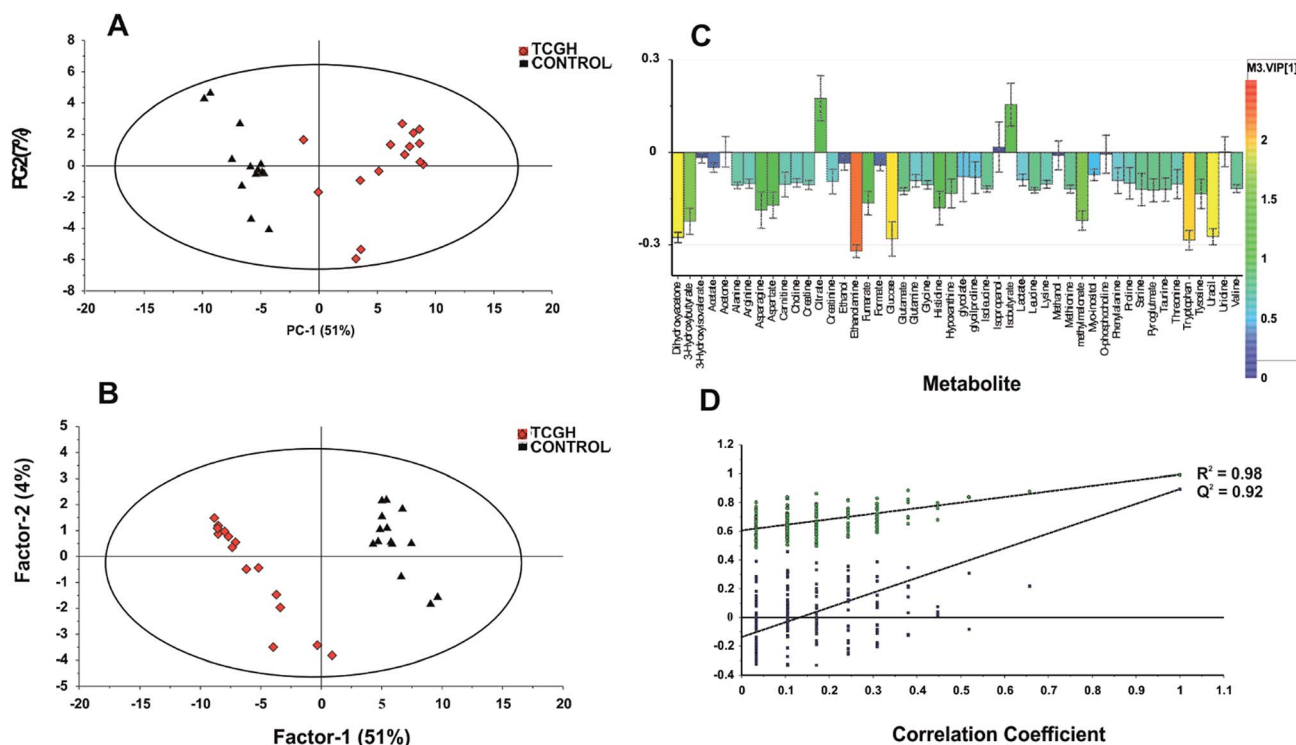 A
TCGH
CONTROL
8
6
4
2
0
-2
-4
-6
-8
PC2(7%)
-20 -15 -10 -5 0 5 10 15 20
PC-1 (51%)
B
TCGH
CONTROL
5
4
3
2
1
0
-1
-2
-3
-4
-5
Factor-2 (4%)
-20 -15 -10 -5 0 5 10 15 20
Factor-1 (51%)
C
M3.VIP[1]
0.3
0
-0.3
2
1.5
1
0.5
0
Dihydroxyacetone
3-Hydroxybutyrate
3-Hydroxyisovalerate
Acetate
Acetone
Alanine
Arginine
Asparagine
Aspartate
Carnitine
Choline
Creatine
Citrate
Creatinine
Ethanol
Ethanolamine
Fumarate
Formate
Glucose
Glutamate
Glutamine
Glycine
Histidine
Hypoxanthine
glycolate
glyciproline
Isoleucine
Isopropanol
Isobutyrate
Lactate
Leucine
Lysine
Methanol
Methionine
methylmalonate
Myo-inositol
O-phosphocholine
Phenylalanine
Proline
Serine
Pyroglutmate
Taurine
Threonine
Tryptophan
Tyrosine
Uracil
Uridine
Valine
Metabolite
D
1.2
1
0.8
0.6
0.4
0.2
0
-0.2
-0.4
R² = 0.98
Q² = 0.92
0 0.1 0.2 0.3 0.4 0.5 0.6 0.7 0.8 0.9 1 1.1
Correlation Coefficient